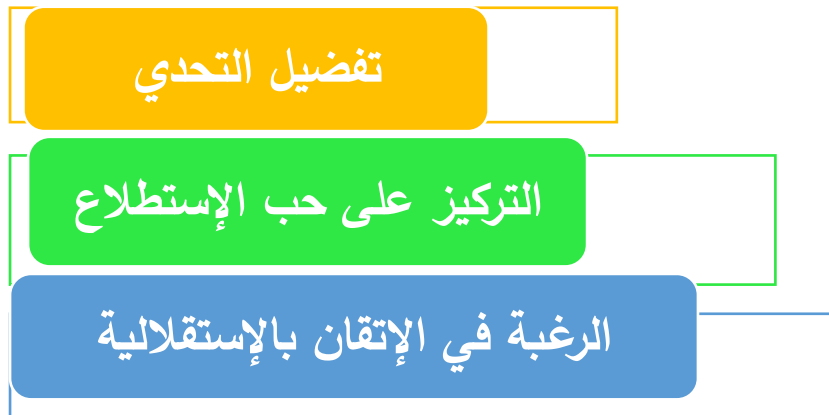 تفضيل التحدي
التركيز على حب الإستطلاع
الرغبة في الإتقان بالإستقلالية